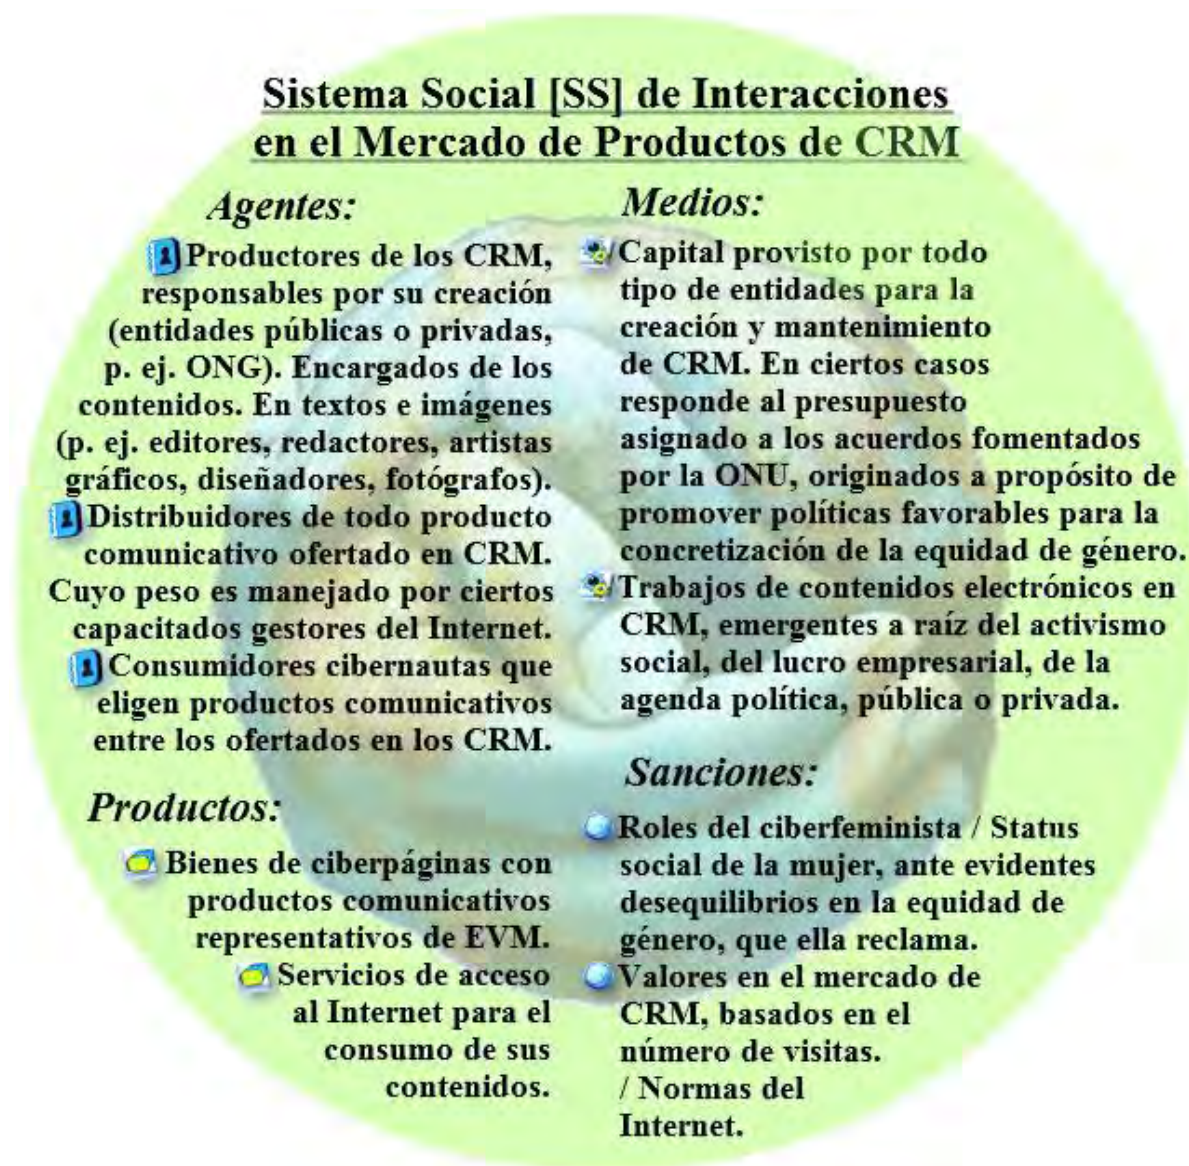 Sistema Social [SS] de Interacciones
en el Mercado de Productos de CRM
Agentes:
Productores de los CRM,
responsables por su creación
(entidades públicas o privadas,
p. ej. ONG). Encargados de los
contenidos. En textos e imágenes
(p. ej. editores, redactores, artistas
gráficos, diseñadores, fotógrafos).
Distribuidores de todo producto
comunicativo ofertado en CRM.
Cuyo peso es manejado por ciertos
capacitados gestores del Internet.
Consumidores cibernautas que
eligen productos comunicativos
entre los ofertados en los CRM.
Productos:
Bienes de ciberpáginas con
productos comunicativos
representativos de EVM.
Servicios de acceso
al Internet para el
consumo de sus
contenidos.
Medios:
Capital provisto por todo
tipo de entidades para la
creación y mantenimiento
de CRM. En ciertos casos
responde al presupuesto
asignado a los acuerdos fomentados
por la ONU, originados a propósito de
promover políticas favorables para la
concretización de la equidad de género.
Trabajos de contenidos electrónicos en
CRM, emergentes a raíz del activismo
social, del lucro empresarial, de la
agenda política, pública o privada.
Sanciones:
Roles del ciberfeminista / Status
social de la mujer, ante evidentes
desequilibrios en la equidad de
género, que ella reclama.
Valores en el mercado de
CRM, basados en el
número de visitas.
/ Normas del
Internet.